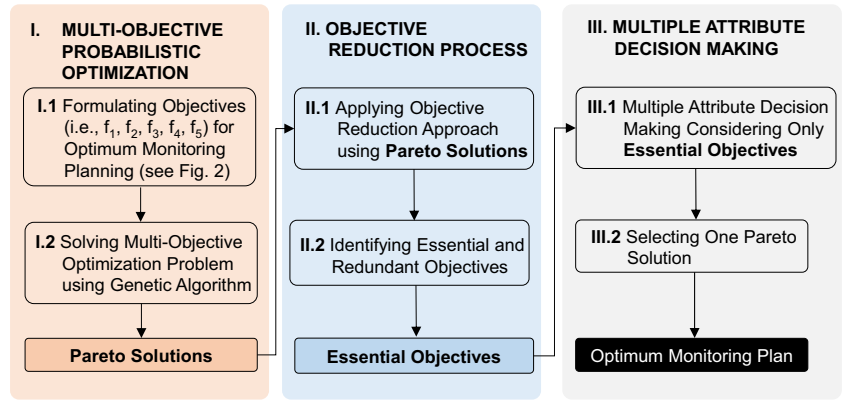 I. MULTI-OBJECTIVE
PROBABILISTIC
OPTIMIZATION
I.1 Formulating Objectives
(i.e., f₁, f₂, f₃, f₄, f₅) for
Optimum Monitoring
Planning (see Fig. 2)
I.2 Solving Multi-Objective
Optimization Problem
using Genetic Algorithm
Pareto Solutions
II. OBJECTIVE
REDUCTION PROCESS
II.1 Applying Objective
Reduction Approach
using Pareto Solutions
II.2 Identifying Essential and
Redundant Objectives
Essential Objectives
III. MULTIPLE ATTRIBUTE
DECISION MAKING
III.1 Multiple Attribute Decision
Making Considering Only
Essential Objectives
III.2 Selecting One Pareto
Solution
Optimum Monitoring Plan